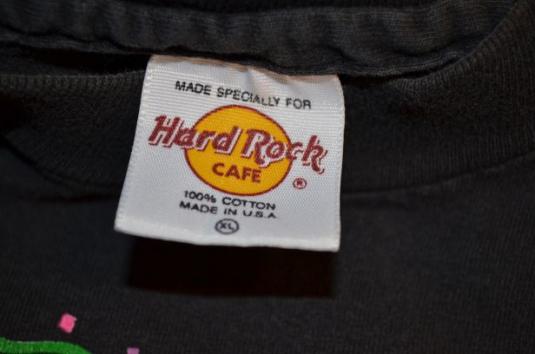 MADE SPECIALLY FOR
Hard Rock
CAFE ®
100% COTTON
MADE IN U.S.A.
XL